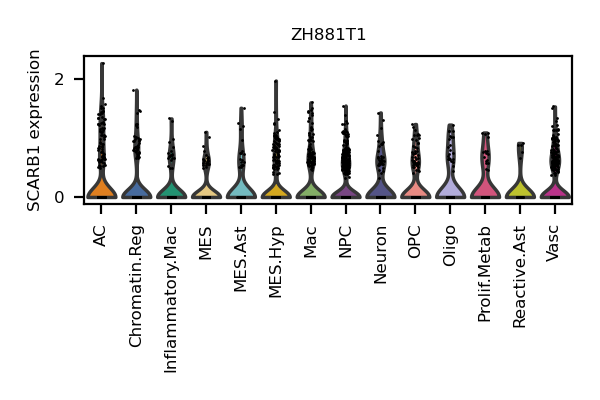 ZH881T1
SCARB1 expression
2
0
AC
Chromatin.Reg
Inflammatory.Mac
MES
MES.Ast
MES.Hyp
Mac
NPC
Neuron
OPC
Oligo
Prolif.Metab
Reactive.Ast
Vasc